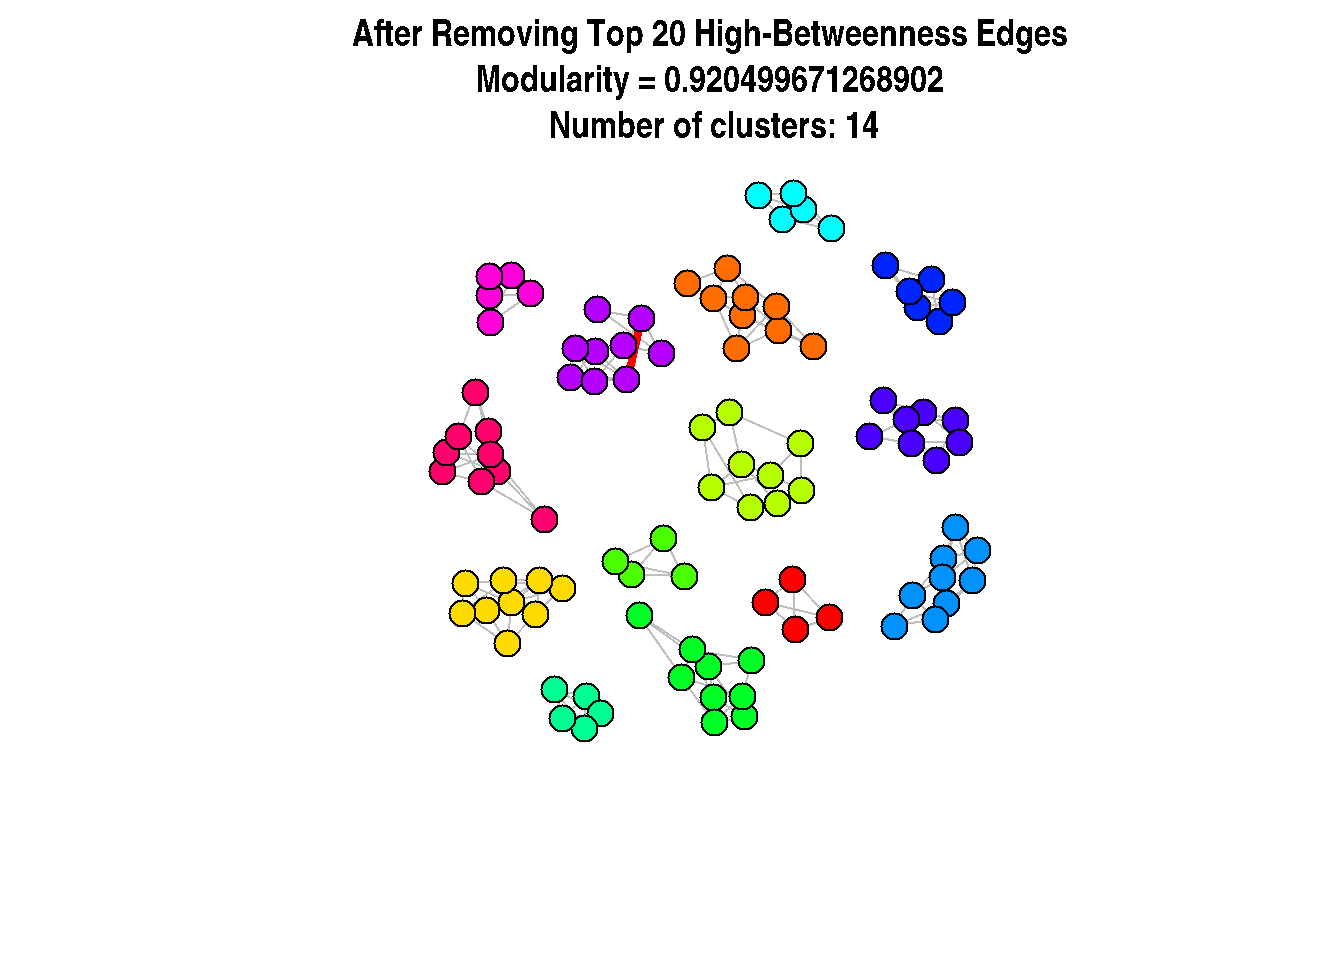 After Removing Top 20 High-Betweenness Edges
Modularity = 0.920499671268902
Number of clusters: 14